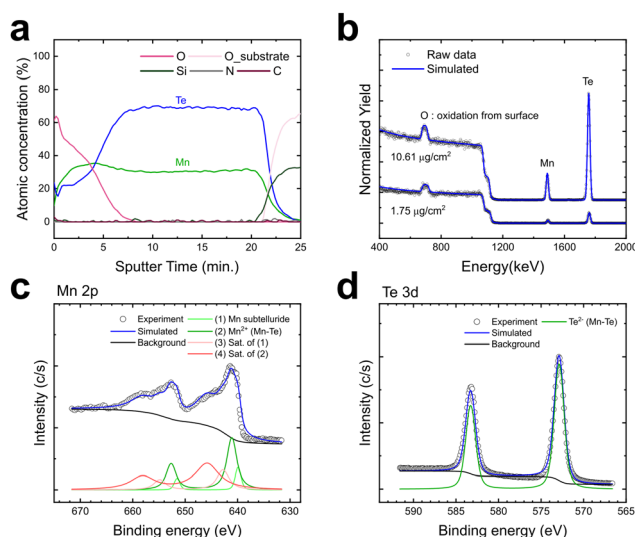 a
O O_substrate
Si N C
Te
Mn
Atomic concentration (%)
100
80
60
40
20
0
0 5 10 15 20 25
Sputter Time (min.)
b
Raw data
Simulated
Te
O : oxidation from surface
Mn
10.61 μg/cm²
1.75 μg/cm²
Normalized Yield
400 800 1200 1600 2000
Energy(keV)
c
Mn 2p
Experiment
Simulated
Background
(1) Mn subtelluride
(2) Mn²⁺ (Mn-Te)
(3) Sat. of (1)
(4) Sat. of (2)
Intensity (c/s)
670 660 650 640 630
Binding energy (eV)
d
Te 3d
Experiment
Simulated
Background
Te²⁻ (Mn-Te)
Intensity (c/s)
590 585 580 575 570 565
Binding energy (eV)